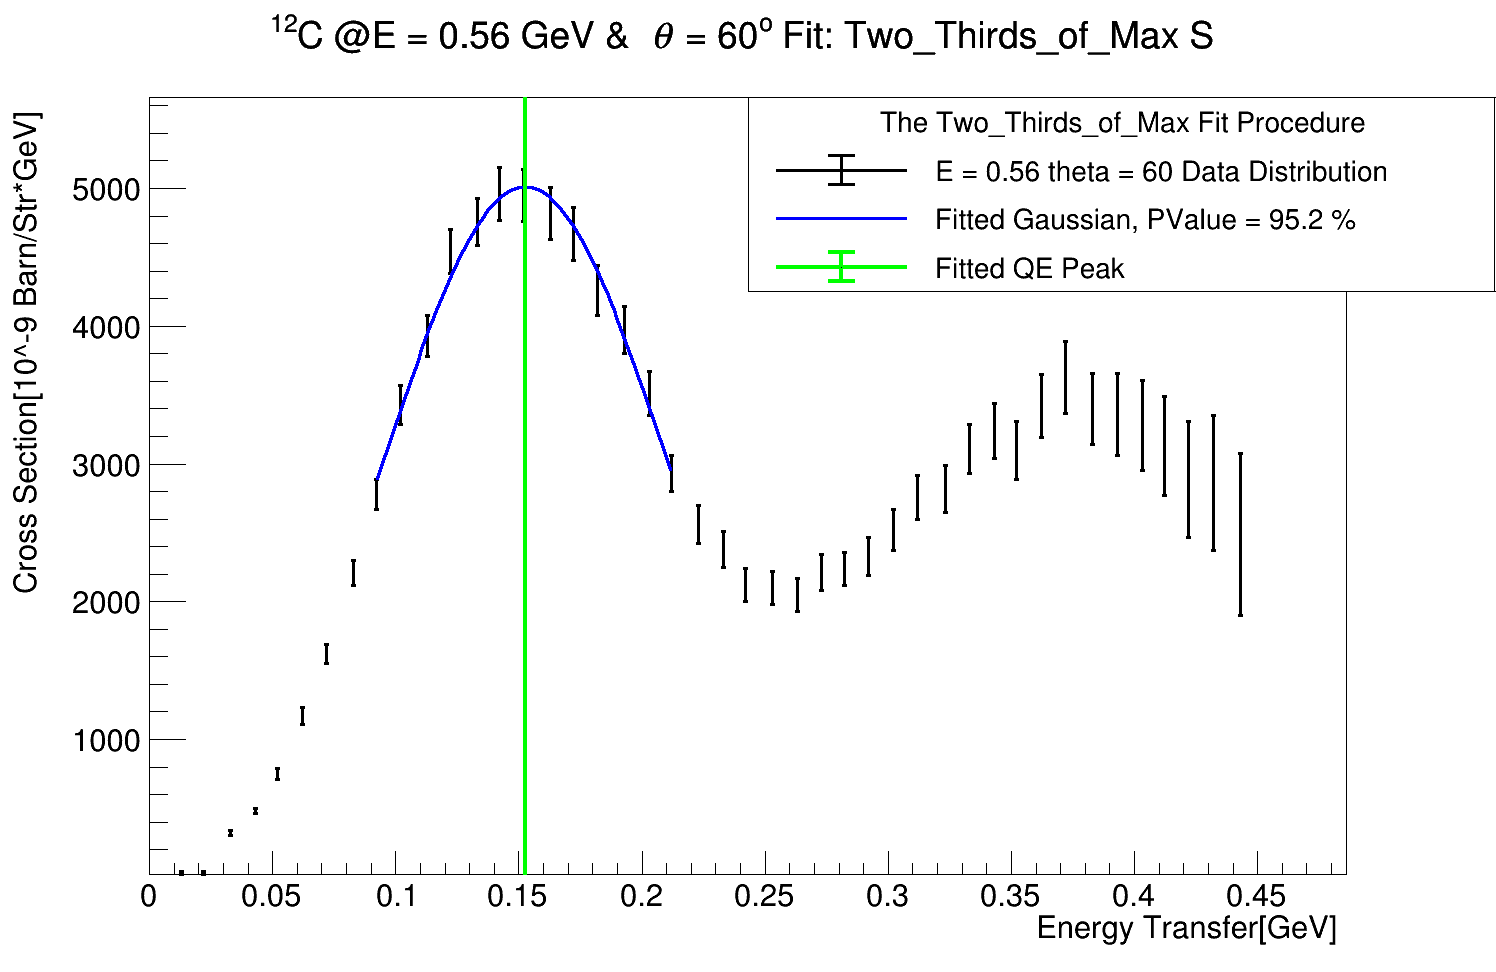 ¹²C @E = 0.56 GeV & θ = 60° Fit: Two_Thirds_of_Max S
The Two_Thirds_of_Max Fit Procedure
E = 0.56 theta = 60 Data Distribution
Fitted Gaussian, PValue = 95.2 %
Fitted QE Peak
Cross Section[10^-9 Barn/Str*GeV]
5000
4000
3000
2000
1000
0 0.05 0.1 0.15 0.2 0.25 0.3 0.35 0.4 0.45
Energy Transfer[GeV]